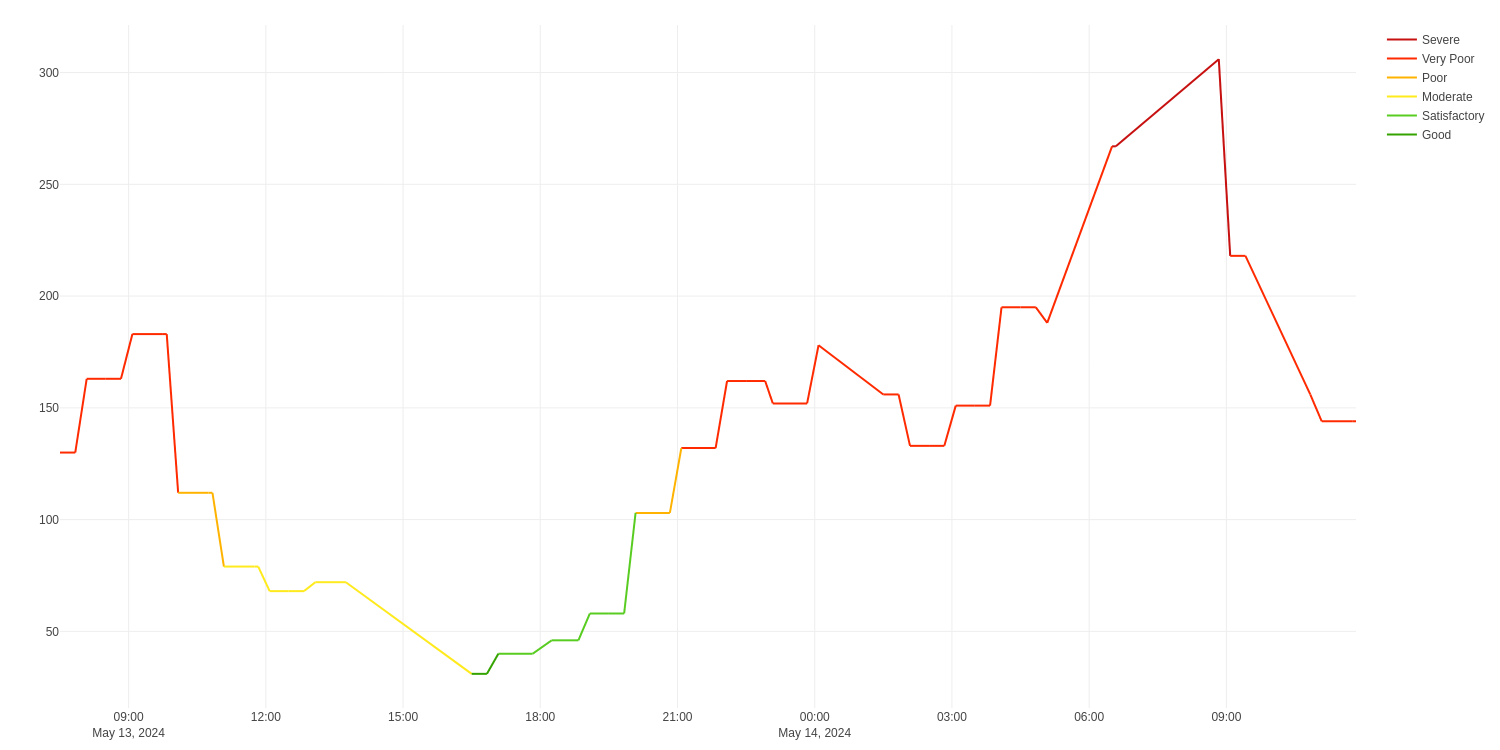 300
250
200
150
100
50
09:00
May 13, 2024
12:00
15:00
18:00
21:00
00:00
May 14, 2024
03:00
06:00
09:00
Severe
Very Poor
Poor
Moderate
Satisfactory
Good